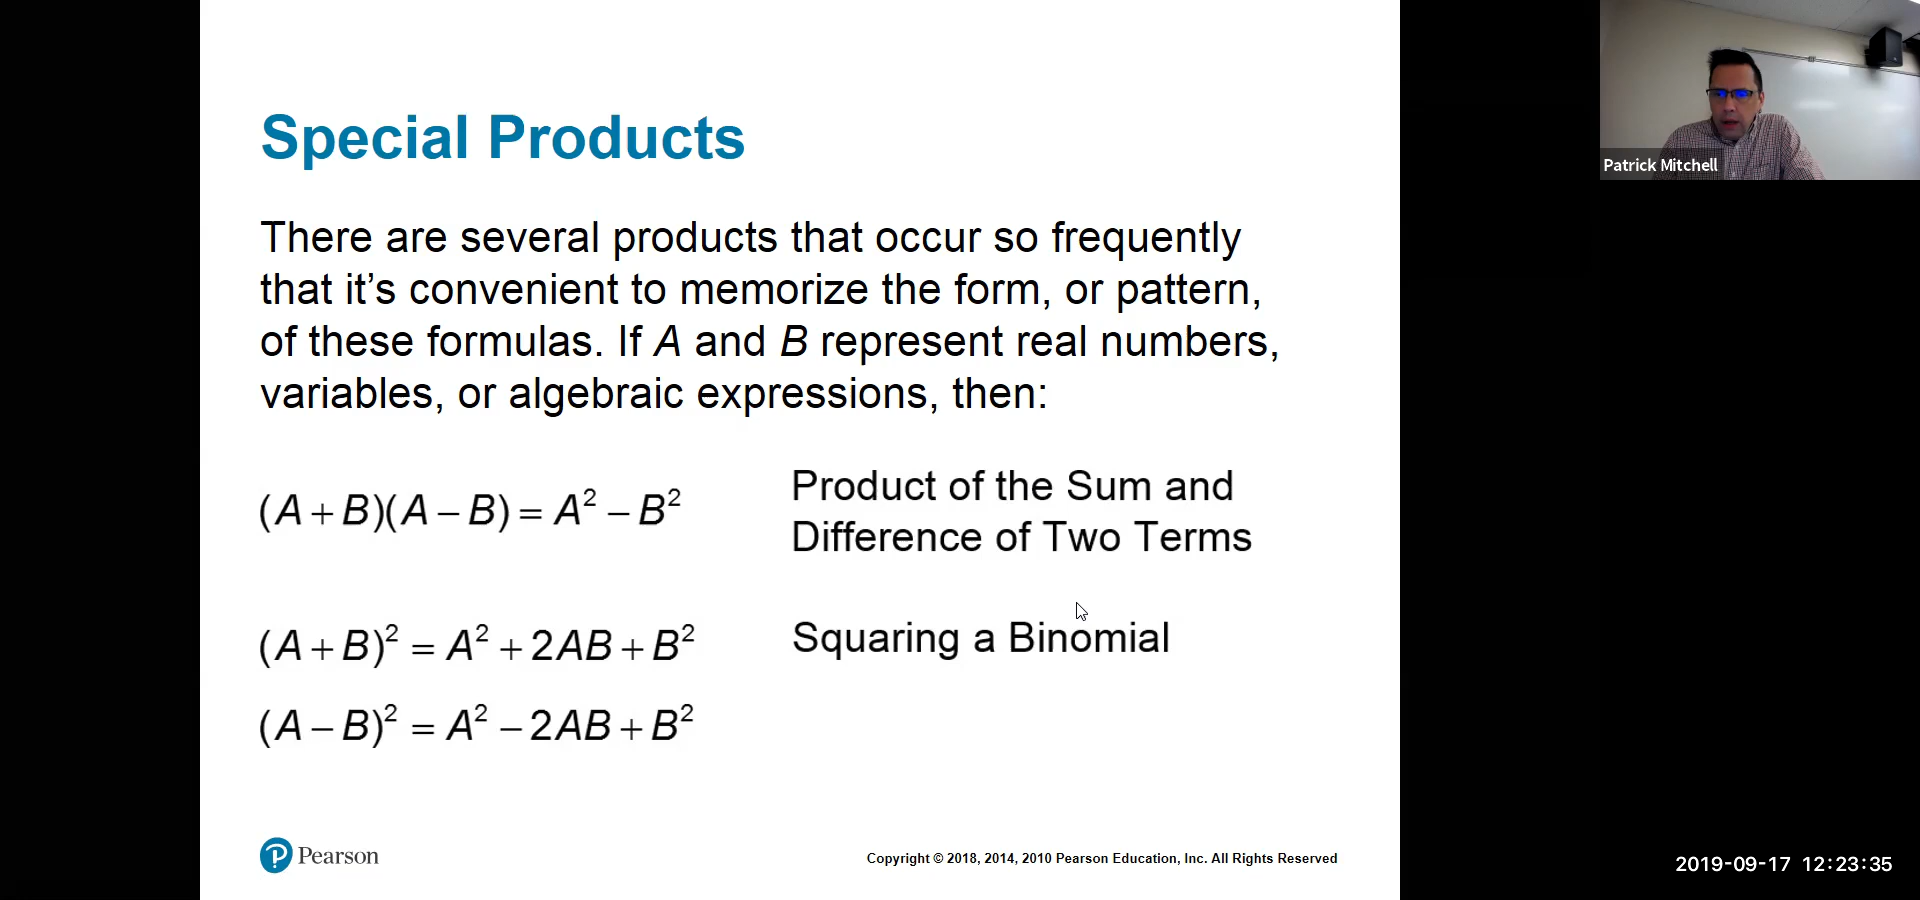 Special Products
There are several products that occur so frequently
that it’s convenient to memorize the form, or pattern,
of these formulas. If A and B represent real numbers,
variables, or algebraic expressions, then:
(A + B)(A − B) = A² − B²
Product of the Sum and
Difference of Two Terms
(A + B)² = A² + 2AB + B²
Squaring a Binomial
(A − B)² = A² − 2AB + B²
Pearson
Copyright © 2018, 2014, 2010 Pearson Education, Inc. All Rights Reserved
Patrick Mitchell
2019-09-17 12:23:35